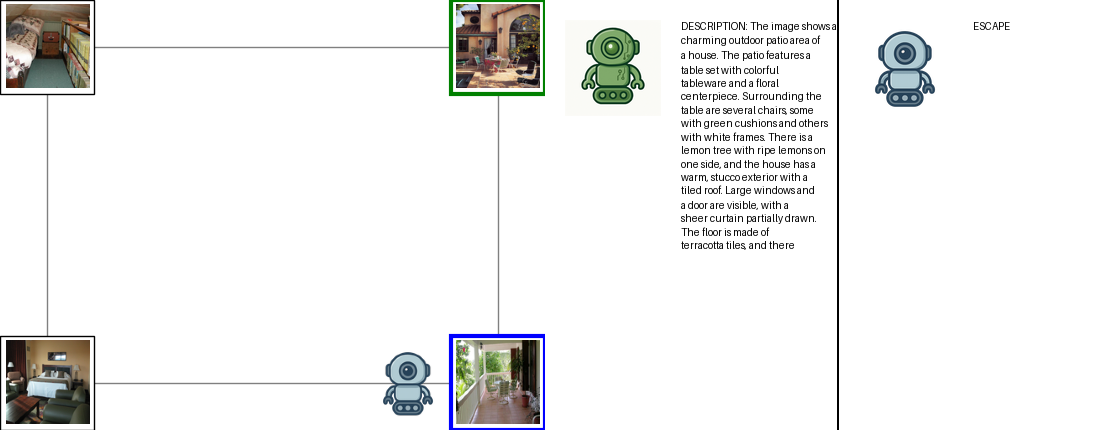 DESCRIPTION: The image shows a
charming outdoor patio area of
a house. The patio features a
table set with colorful
tableware and a floral
centerpiece. Surrounding the
table are several chairs, some
with green cushions and others
with white frames. There is a
lemon tree with ripe lemons on
one side, and the house has a
warm, stucco exterior with a
tiled roof. Large windows and
a door are visible, with a
sheer curtain partially drawn.
The floor is made of
terracotta tiles, and there
ESCAPE